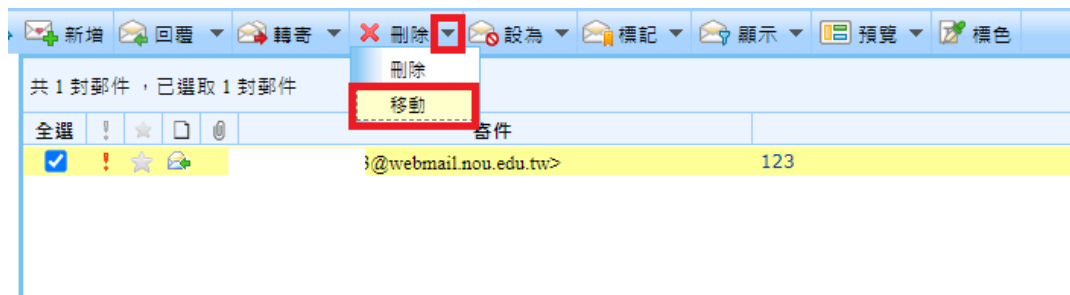 新增 回覆 轉寄 刪除 設為 標記 顯示 預覽 標色
刪除
移動
共 1 封郵件 ，已選取 1 封郵件
全選 寄件
@webmail.nou.edu.tw> 123